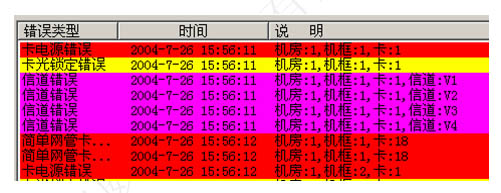 错误类型 时间 说 明
卡电源错误 2004-7-26 15:56:11 机房:1,机框:1,卡:1
卡光锁定错误 2004-7-26 15:56:11 机房:1,机框:1,卡:1
信道错误 2004-7-26 15:56:11 机房:1,机框:1,卡:1,信道:V1
信道错误 2004-7-26 15:56:11 机房:1,机框:1,卡:1,信道:V2
信道错误 2004-7-26 15:56:11 机房:1,机框:1,卡:1,信道:V3
信道错误 2004-7-26 15:56:11 机房:1,机框:1,卡:1,信道:V4
简单网管卡... 2004-7-26 15:56:12 机房:1,机框:1,卡:18
简单网管卡... 2004-7-26 15:56:12 机房:1,机框:1,卡:18
卡电源错误 2004-7-26 15:56:12 机房:1,机框:2,卡:1